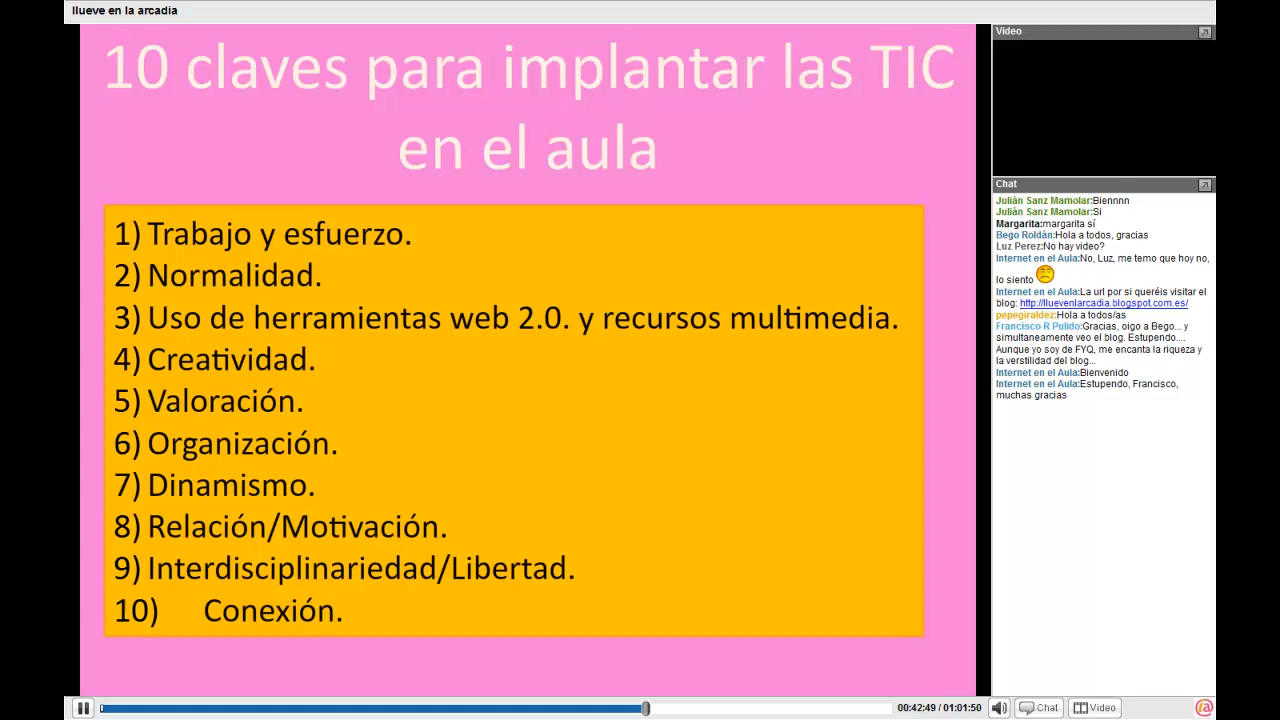 llueve en la arcadia
10 claves para implantar las TIC
en el aula
1) Trabajo y esfuerzo.
2) Normalidad.
3) Uso de herramientas web 2.0. y recursos multimedia.
4) Creatividad.
5) Valoración.
6) Organización.
7) Dinamismo.
8) Relación/Motivación.
9) Interdisciplinariedad/Libertad.
10) Conexión.
Video
Chat
Julián Sanz Mamolar:Biennnn
Julián Sanz Mamolar:Si
Margarita:margarita sí
Bego Roldán:Hola a todos, gracias
Luz Perez:No hay video?
Internet en el Aula:No, Luz, me temo que hoy no,
lo siento
Internet en el Aula:La url por si queréis visitar el
blog: http://lluevenlarcadia.blogspot.com.es/
pepegiraldez:Hola a todos/as
Francisco R Pulido:Gracias, oigo a Bego... y
simultaneamente veo el blog. Estupendo....
Aunque yo soy de FYQ, me encanta la riqueza y
la verstilidad del blog...
Internet en el Aula:Bienvenido
Internet en el Aula:Estupendo, Francisco,
muchas gracias
00:42:49 / 01:01:50
Chat
Video